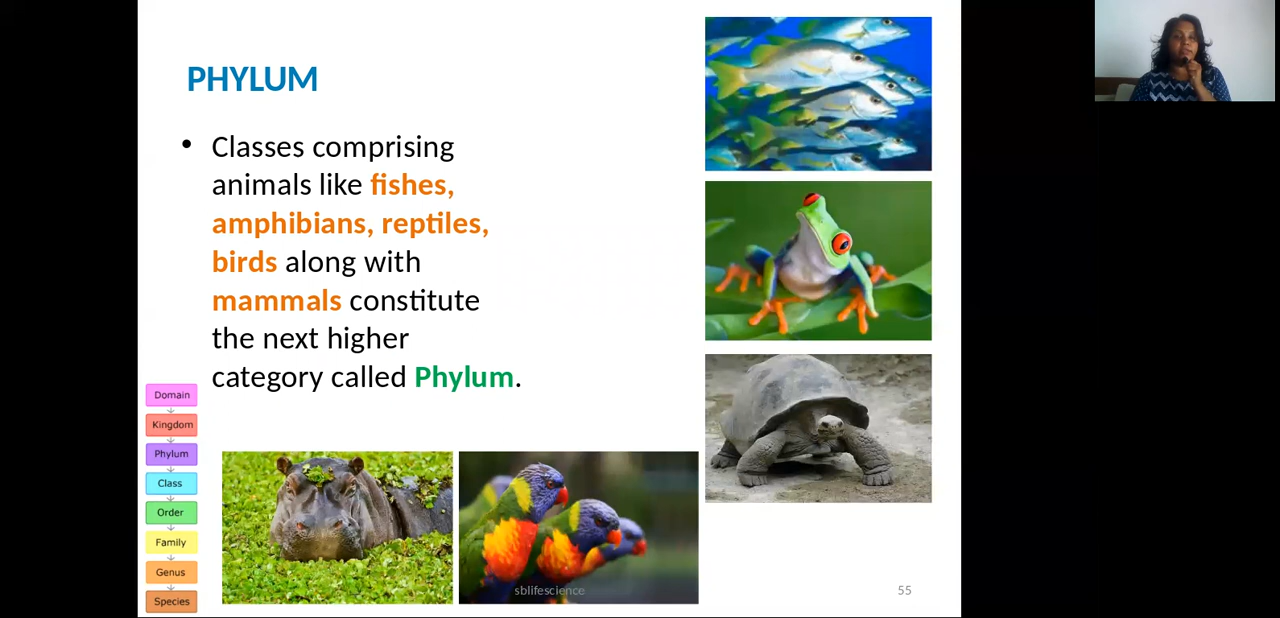 PHYLUM
• Classes comprising
animals like fishes,
amphibians, reptiles,
birds along with
mammals constitute
the next higher
category called Phylum.
Domain
Kingdom
Phylum
Class
Order
Family
Genus
Species
sblifescience
55